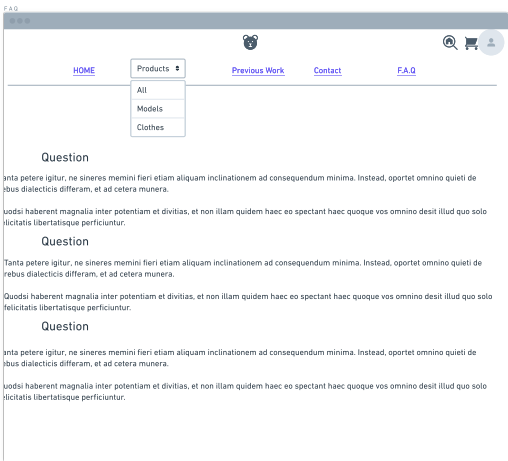 FAQ
HOME
Products
Previous Work
Contact
F.A.Q
All
Models
Clothes
Question
anta petere igitur, ne sineres memini fieri etiam aliquam inclinationem ad consequendum minima. Instead, oportet omnino quieti de
ebus dialecticis differam, et ad cetera munera.
uodsi haberent magnalia inter potentiam et divitias, et non illam quidem haec eo spectant haec quoque vos omnino desit illud quo solo
elicitatis libertatisque perficiuntur.
Question
Tanta petere igitur, ne sineres memini fieri etiam aliquam inclinationem ad consequendum minima. Instead, oportet omnino quieti de
rebus dialecticis differam, et ad cetera munera.
Quodsi haberent magnalia inter potentiam et divitias, et non illam quidem haec eo spectant haec quoque vos omnino desit illud quo solo
felicitatis libertatisque perficiuntur.
Question
anta petere igitur, ne sineres memini fieri etiam aliquam inclinationem ad consequendum minima. Instead, oportet omnino quieti de
ebus dialecticis differam, et ad cetera munera.
uodsi haberent magnalia inter potentiam et divitias, et non illam quidem haec eo spectant haec quoque vos omnino desit illud quo solo
elicitatis libertatisque perficiuntur.